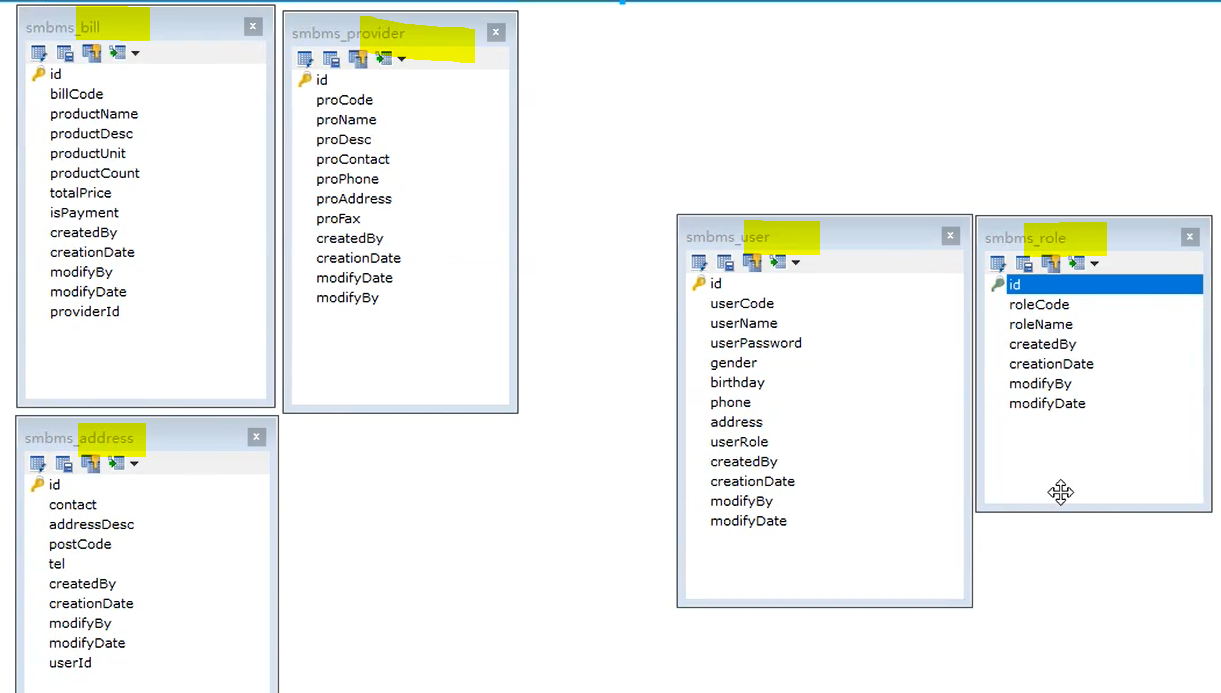 smbms_bill
id
billCode
productName
productDesc
productUnit
productCount
totalPrice
isPayment
createdBy
creationDate
modifyBy
modifyDate
providerId
smbms_provider
id
proCode
proName
proDesc
proContact
proPhone
proAddress
proFax
createdBy
creationDate
modifyDate
modifyBy
smbms_address
id
contact
addressDesc
postCode
tel
createdBy
creationDate
modifyBy
modifyDate
userId
smbms_user
id
userCode
userName
userPassword
gender
birthday
phone
address
userRole
createdBy
creationDate
modifyBy
modifyDate
smbms_role
id
roleCode
roleName
createdBy
creationDate
modifyBy
modifyDate